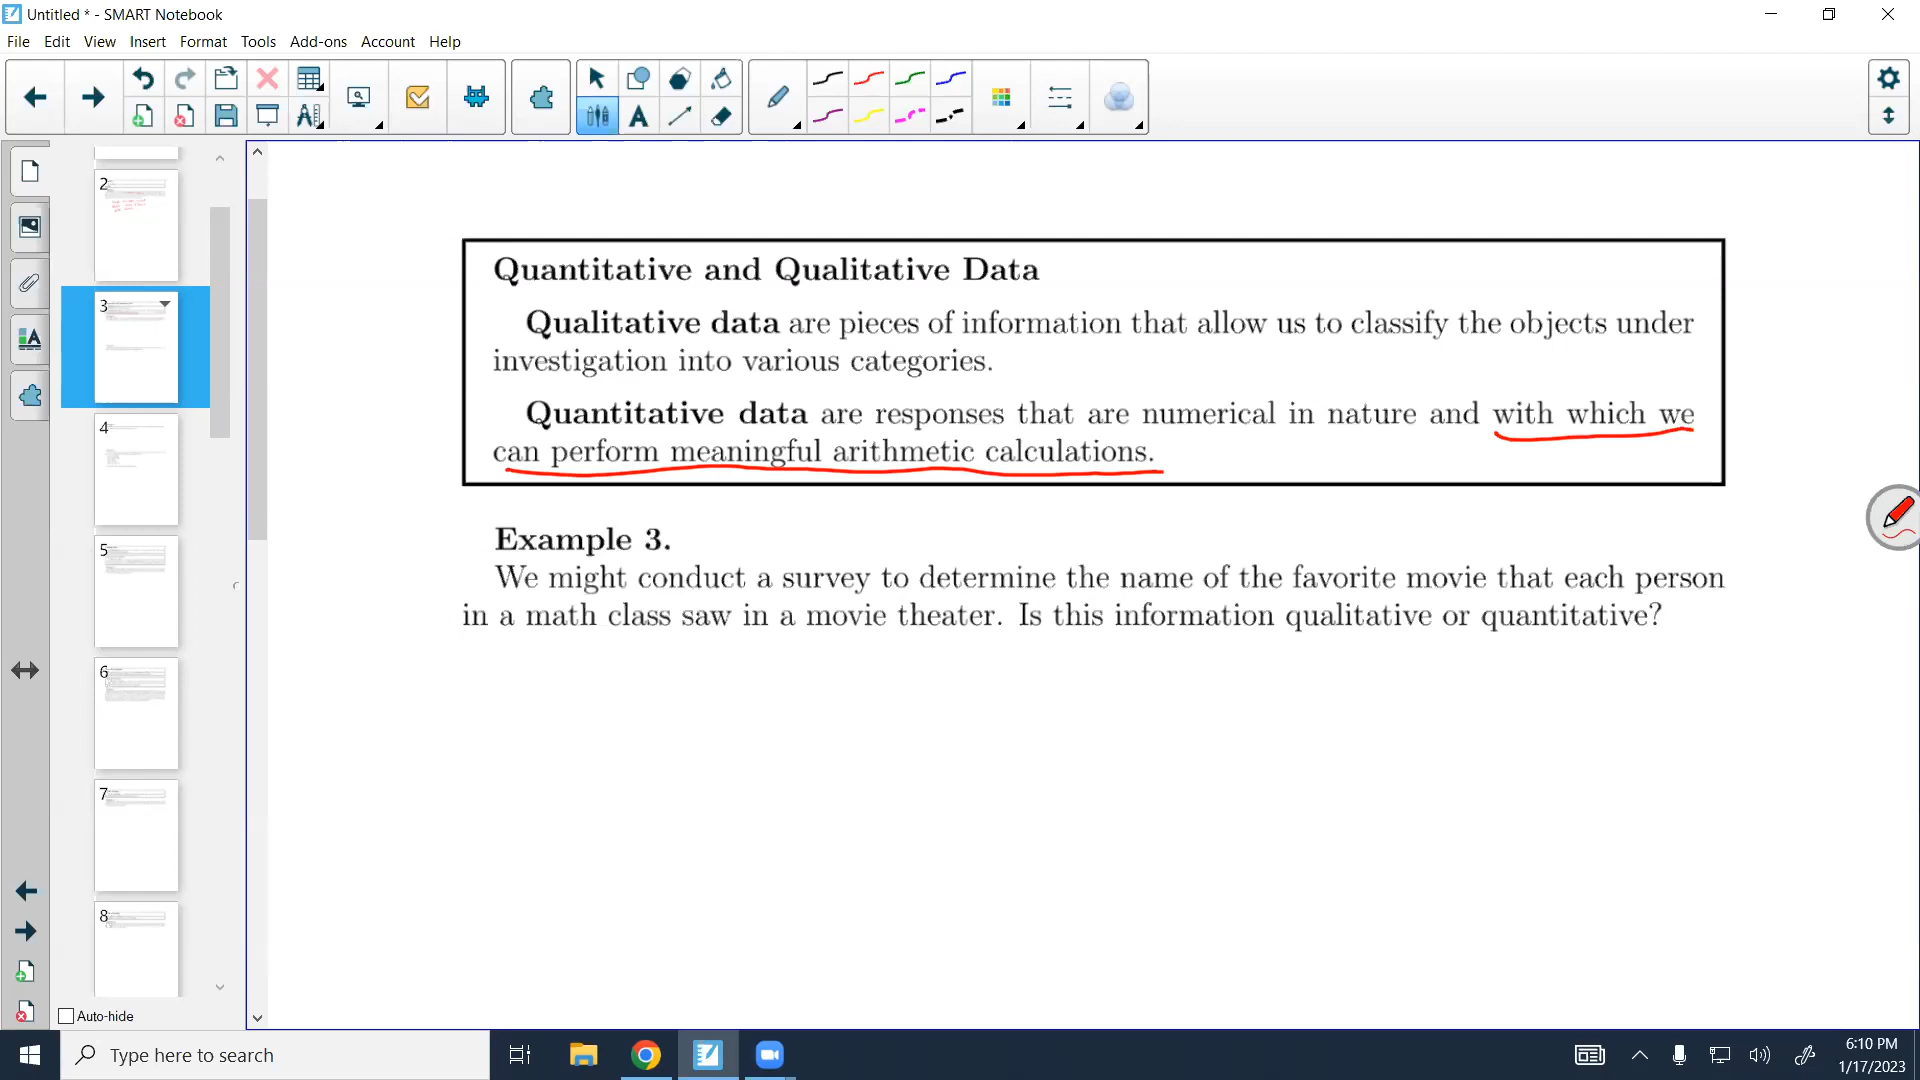 Untitled * - SMART Notebook
File Edit View Insert Format Tools Add-ons Account Help
2
3
4
5
6
7
8
Auto-hide
Quantitative and Qualitative Data
Qualitative data are pieces of information that allow us to classify the objects under
investigation into various categories.
Quantitative data are responses that are numerical in nature and with which we
can perform meaningful arithmetic calculations.
Example 3.
We might conduct a survey to determine the name of the favorite movie that each person
in a math class saw in a movie theater. Is this information qualitative or quantitative?
Type here to search
6:10 PM
1/17/2023